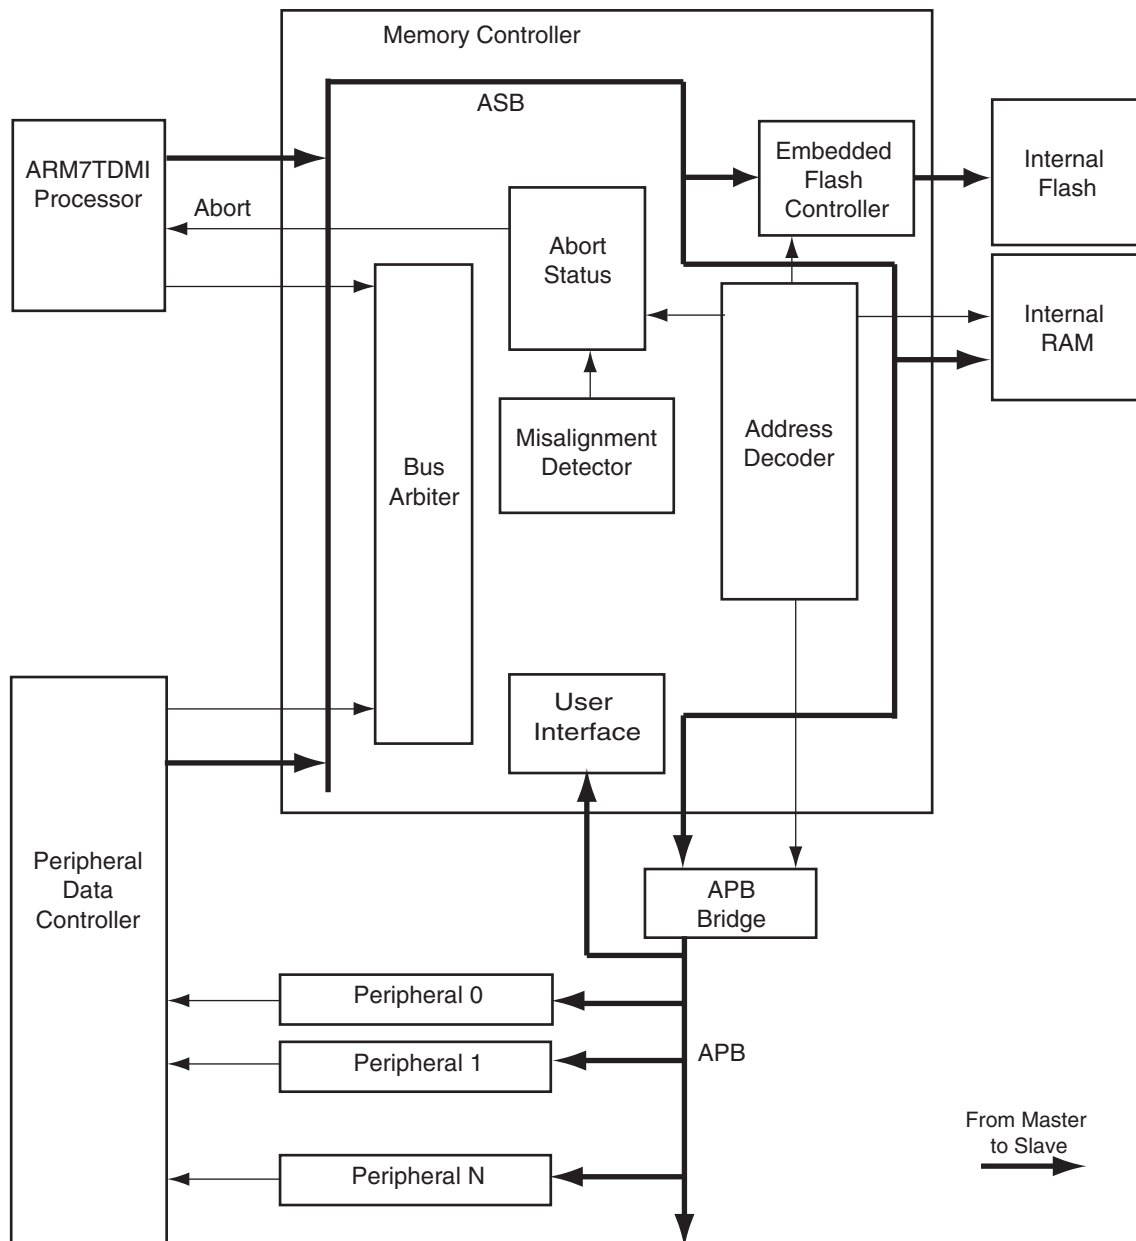 Memory Controller
ASB
ARM7TDMI
Processor
Embedded
Flash
Controller
Internal
Flash
Abort
Abort
Status
Internal
RAM
Misalignment
Detector
Address
Decoder
Bus
Arbiter
User
Interface
Peripheral
Data
Controller
APB
Bridge
Peripheral 0
Peripheral 1
APB
Peripheral N
From Master
to Slave